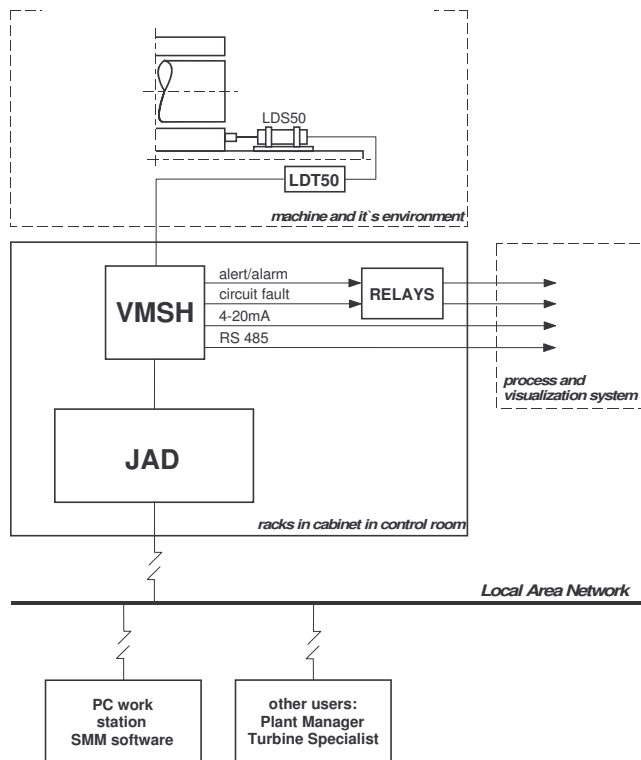 LDS50
LDT50
machine and it`s environment
alert/alarm
circuit fault
RELAYS
VMSH
4-20mA
RS 485
process and
visualization system
JAD
racks in cabinet in control room
Local Area Network
PC work
station
SMM software
other users:
Plant Manager
Turbine Specialist